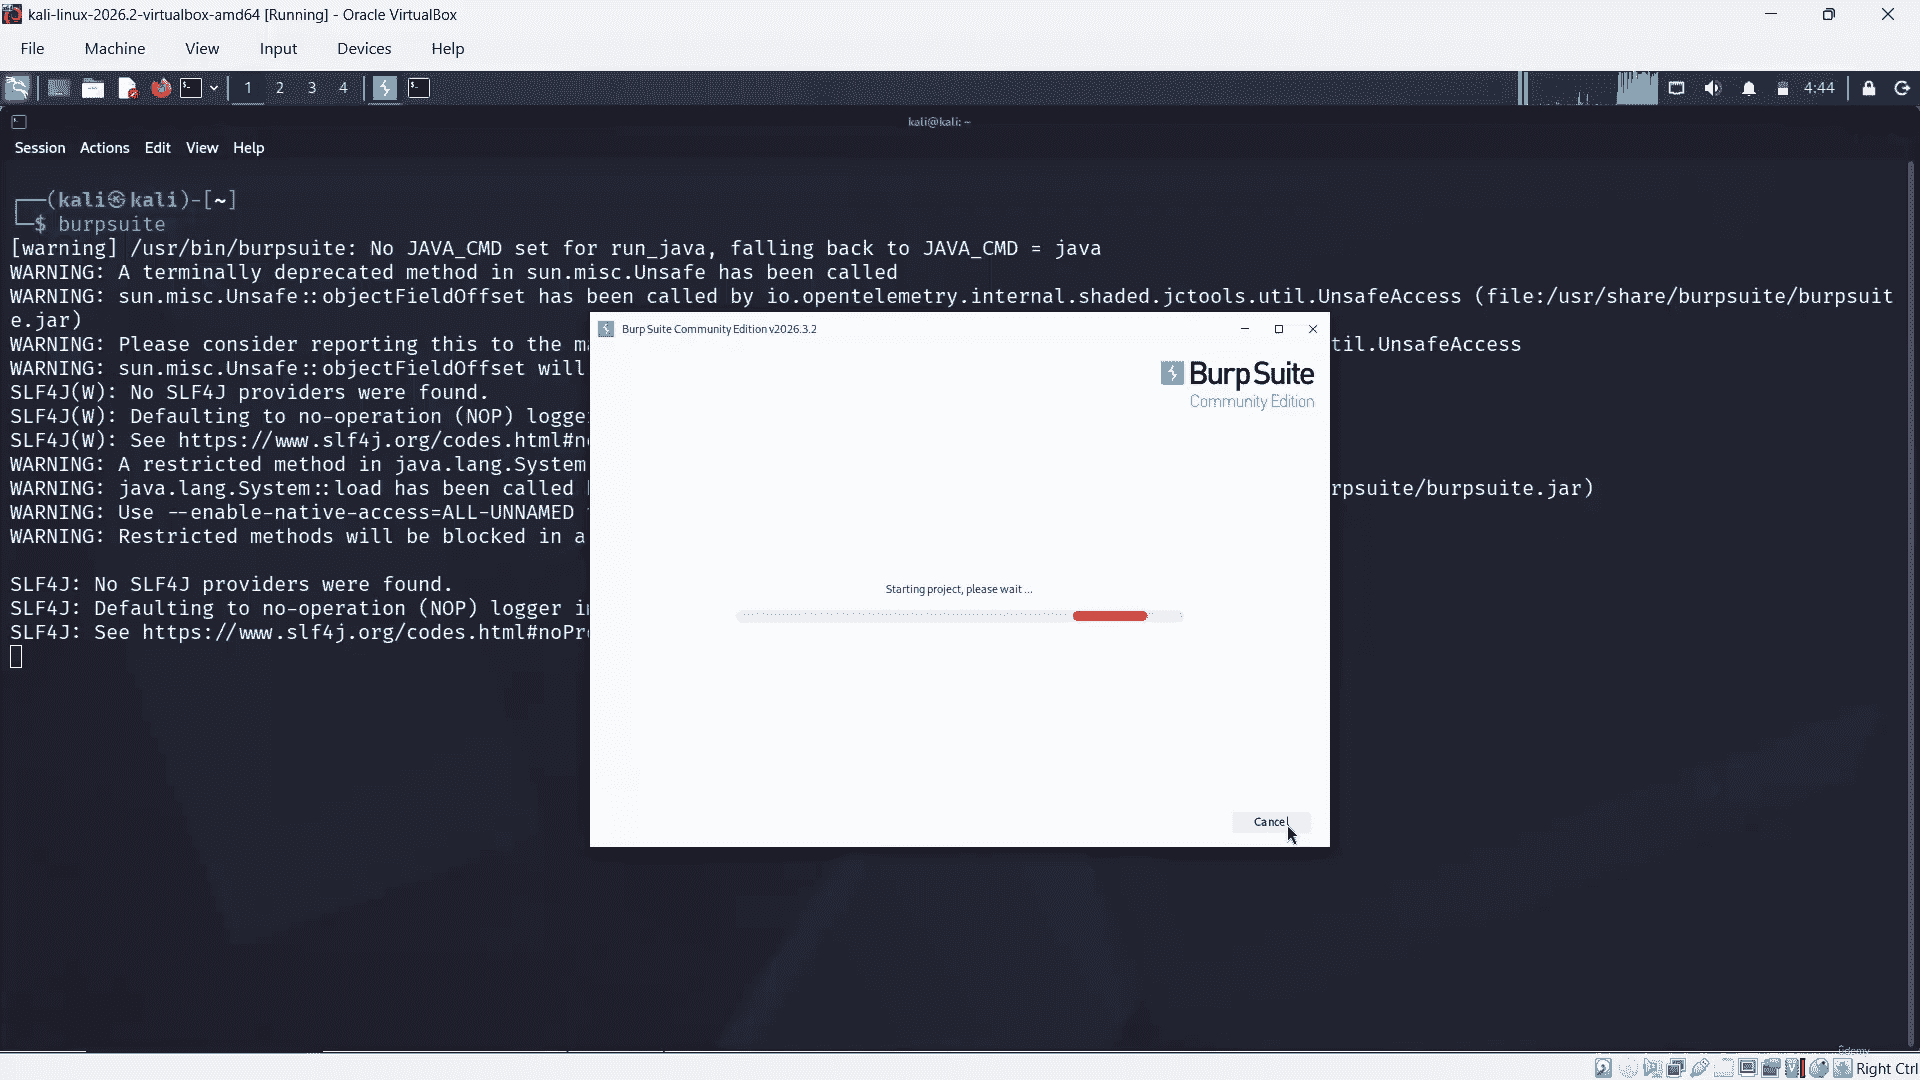 kali-linux-2026.2-virtualbox-amd64 [Running] - Oracle VirtualBox
File Machine View Input Devices Help
1 2 3 4 4:44
kali@kali: ~
Session Actions Edit View Help
┌──(kali㉿kali)-[~]
└─$ burpsuite
[warning] /usr/bin/burpsuite: No JAVA_CMD set for run_java, falling back to JAVA_CMD = java
WARNING: A terminally deprecated method in sun.misc.Unsafe has been called
WARNING: sun.misc.Unsafe::objectFieldOffset has been called by io.opentelemetry.internal.shaded.jctools.util.UnsafeAccess (file:/usr/share/burpsuite/burpsuit
e.jar)
WARNING: Please consider reporting this to the m til.UnsafeAccess
WARNING: sun.misc.Unsafe::objectFieldOffset will
SLF4J(W): No SLF4J providers were found.
SLF4J(W): Defaulting to no-operation (NOP) logge
SLF4J(W): See https://www.slf4j.org/codes.html#n
WARNING: A restricted method in java.lang.System
WARNING: java.lang.System::load has been called rpsuite/burpsuite.jar)
WARNING: Use --enable-native-access=ALL-UNNAMED
WARNING: Restricted methods will be blocked in a
SLF4J: No SLF4J providers were found.
SLF4J: Defaulting to no-operation (NOP) logger i
SLF4J: See https://www.slf4j.org/codes.html#noPr
Burp Suite Community Edition v2026.3.2
Burp Suite
Community Edition
Starting project, please wait ...
Cancel
Udemy
Right Ctrl